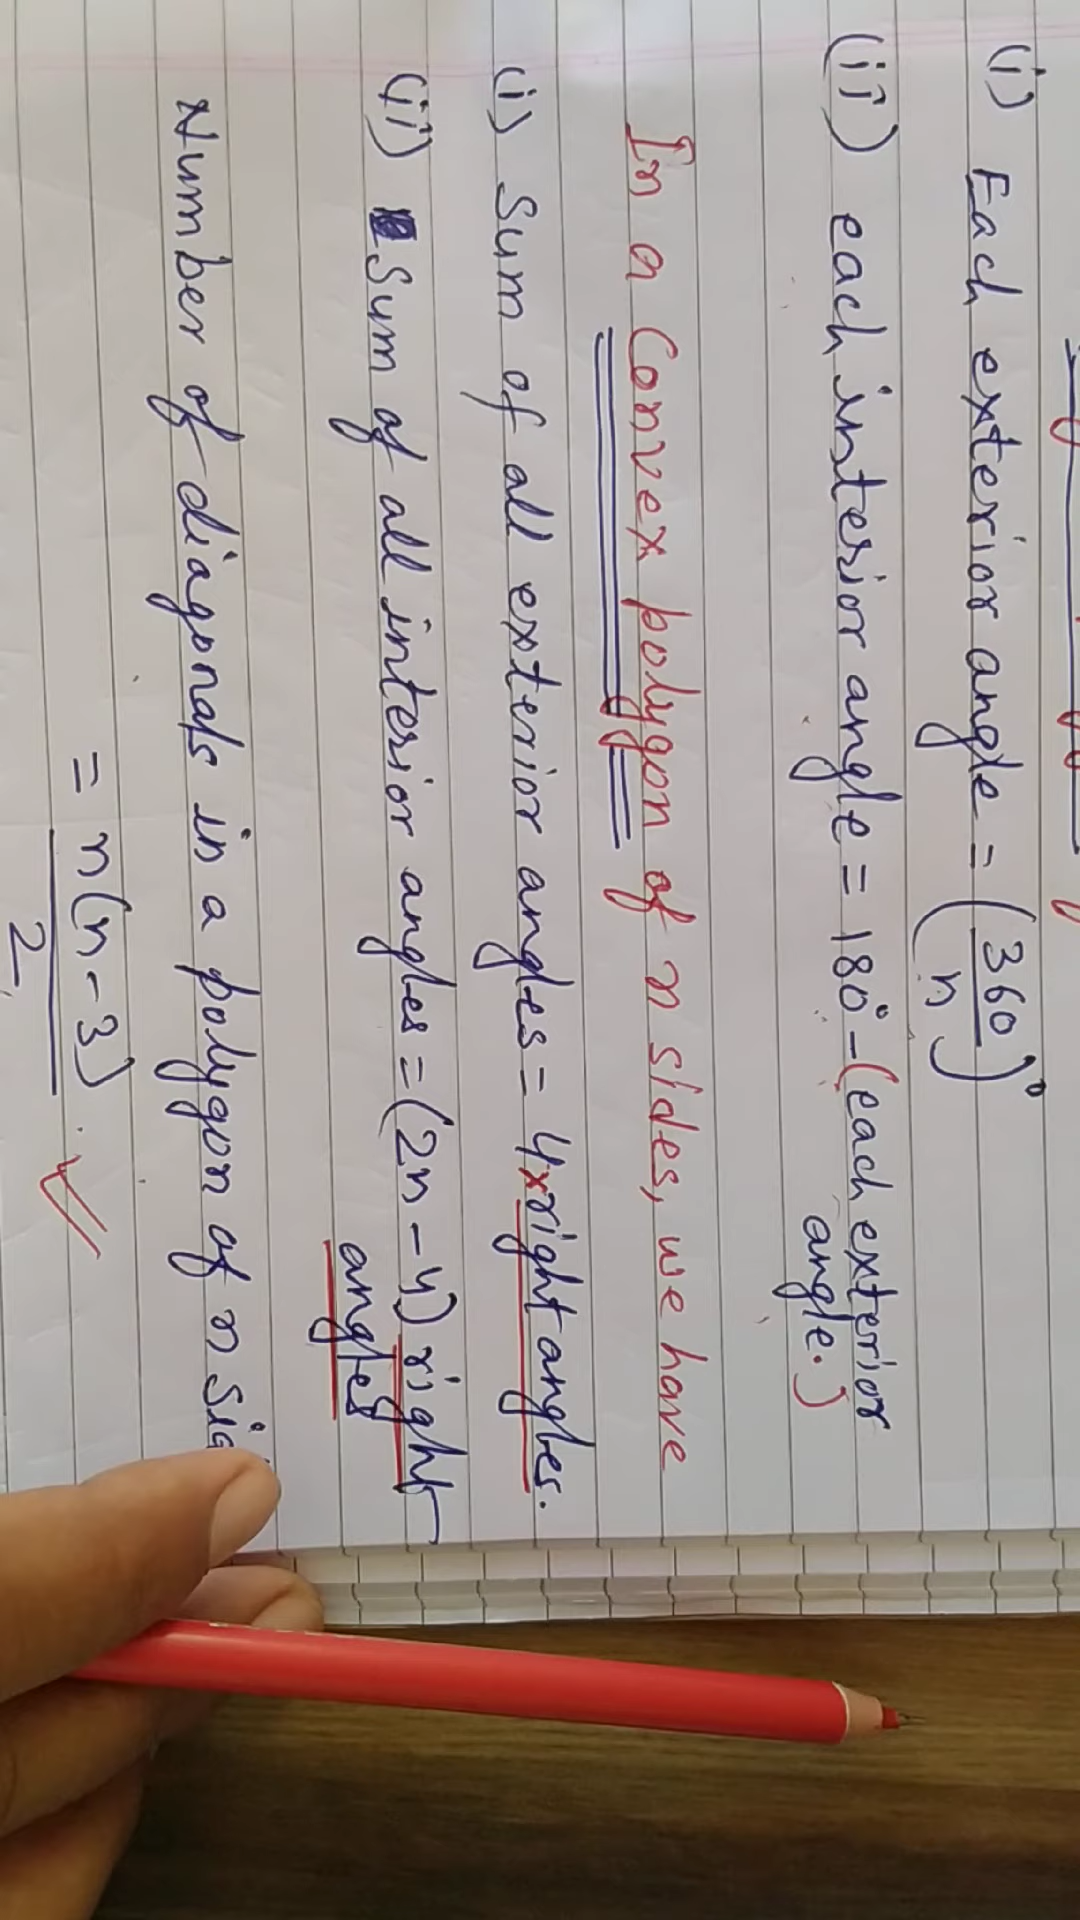 (i) Each exterior angle = (360/n)°
(ii) each interior angle = 180° - (each exterior
angle.)
In a Convex polygon of n sides, we have
(i) Sum of all exterior angles = 4 x right angles.
(ii) Sum of all interior angles = (2n - 4) right
angles
Number of diagonals in a polygon of n
= n(n - 3)/2.